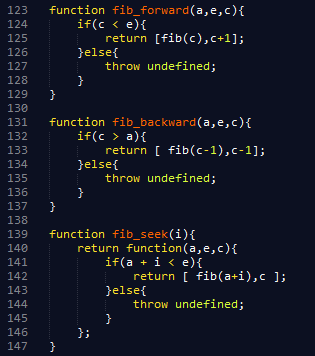 123 function fib_forward(a,e,c){
124     if(c < e){
125         return [fib(c),c+1];
126     }else{
127         throw undefined;
128     }
129 }
130
131 function fib_backward(a,e,c){
132     if(c > a){
133         return [ fib(c-1),c-1];
134     }else{
135         throw undefined;
136     }
137 }
138
139 function fib_seek(i){
140     return function(a,e,c){
141         if(a + i < e){
142             return [ fib(a+i),c ];
143         }else{
144             throw undefined;
145         }
146     };
147 }